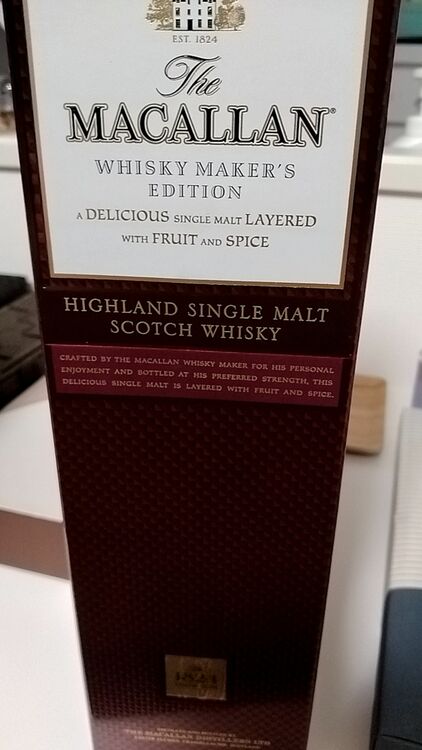 EST. 1824
The
MACALLAN®
WHISKY MAKER'S
EDITION
A DELICIOUS SINGLE MALT LAYERED
WITH FRUIT AND SPICE
HIGHLAND SINGLE MALT
SCOTCH WHISKY
CRAFTED BY THE MACALLAN WHISKY MAKER FOR HIS PERSONAL
ENJOYMENT AND BOTTLED AT HIS PREFERRED STRENGTH, THIS
DELICIOUS SINGLE MALT IS LAYERED WITH FRUIT AND SPICE.
1824
THE MACALLAN DISTILLERS LTD